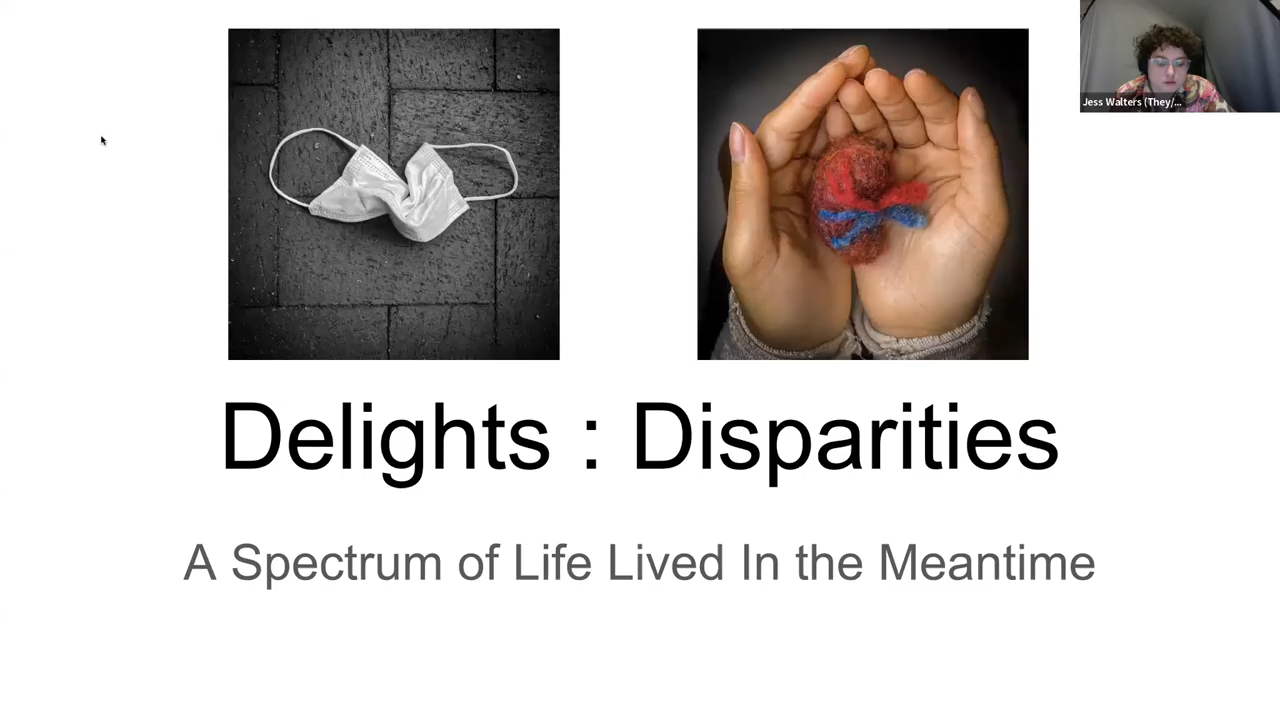 Jess Walters (They/...
Delights : Disparities
A Spectrum of Life Lived In the Meantime